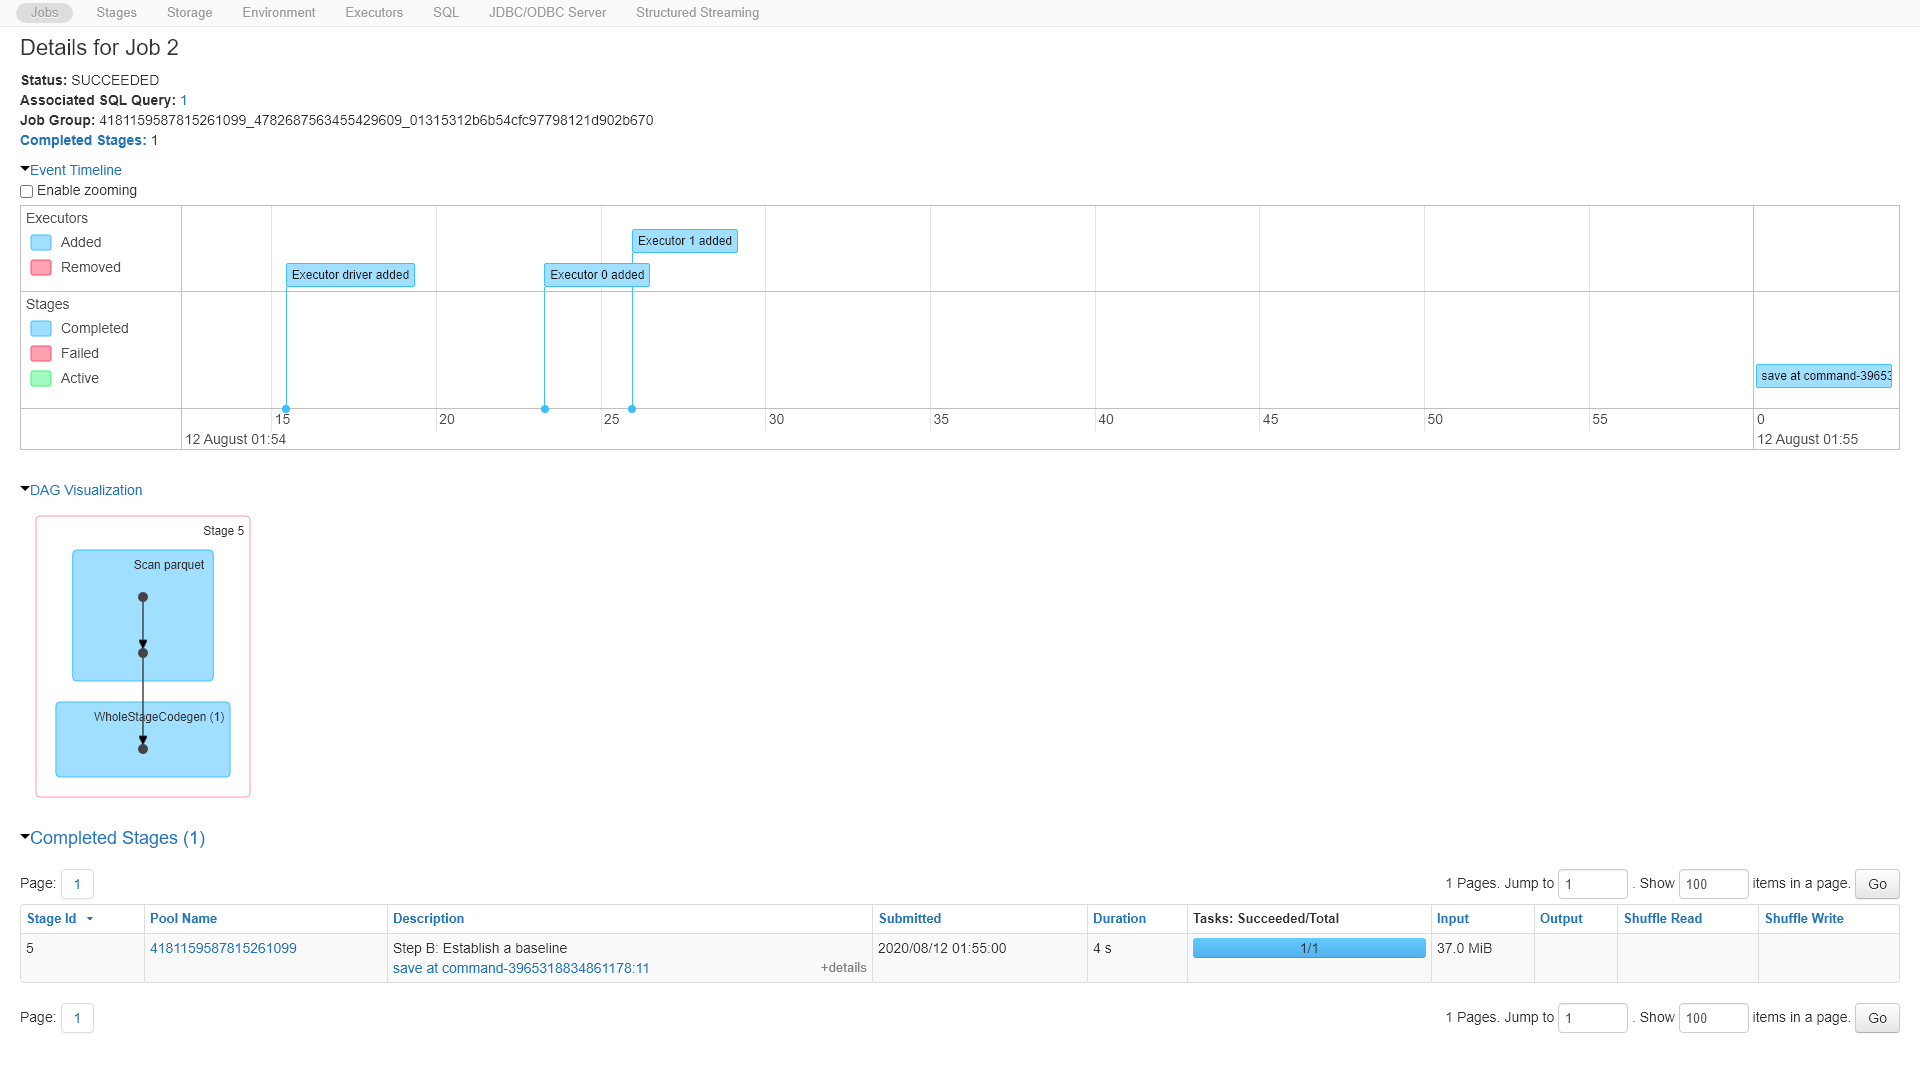 Jobs Stages Storage Environment Executors SQL JDBC/ODBC Server Structured Streaming
Details for Job 2
Status: SUCCEEDED
Associated SQL Query: 1
Job Group: 4181159587815261099_4782687563455429609_01315312b6b54cfc97798121d902b670
Completed Stages: 1
Event Timeline
Enable zooming
Executors
Added
Removed
Executor driver added
Executor 0 added
Executor 1 added
Stages
Completed
Failed
Active
save at command-39653
15 20 25 30 35 40 45 50 55 0
12 August 01:54 12 August 01:55
DAG Visualization
Stage 5
Scan parquet
WholeStageCodegen (1)
Completed Stages (1)
Page: 1 1 Pages. Jump to 1 . Show 100 items in a page. Go
Stage Id Pool Name Description Submitted Duration Tasks: Succeeded/Total Input Output Shuffle Read Shuffle Write
5 4181159587815261099 Step B: Establish a baseline 2020/08/12 01:55:00 4 s 1/1 37.0 MiB
save at command-3965318834861178:11 +details
Page: 1 1 Pages. Jump to 1 . Show 100 items in a page. Go